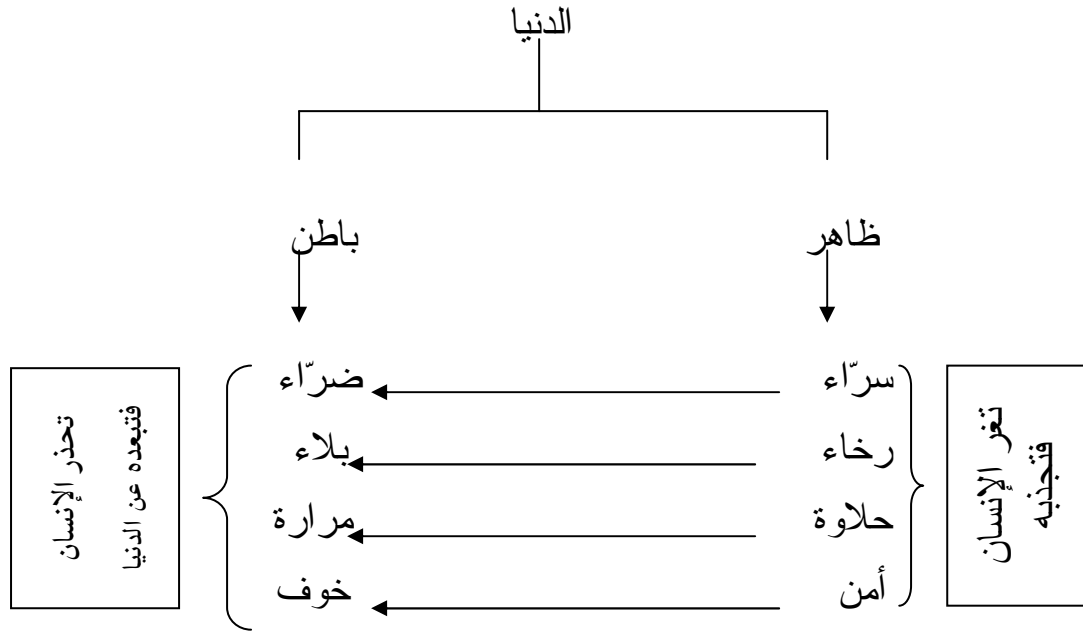 الدنيا
ظاهر باطن
سرّاء ضرّاء
رخاء بلاء
حلاوة مرارة
أمن خوف
تغر الإنسان
فتجذبه
تحذر الإنسان
فتبعده عن الدنيا